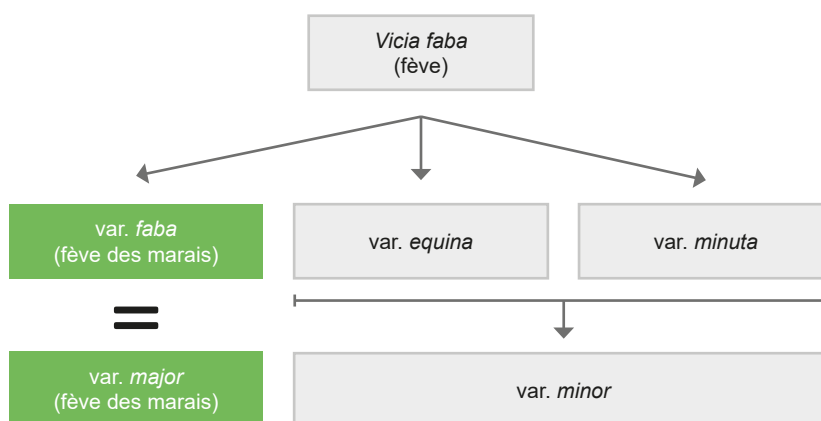 Vicia faba
(fève)
var. faba
(fève des marais)
var. equina
var. minuta
=
var. major
(fève des marais)
var. minor